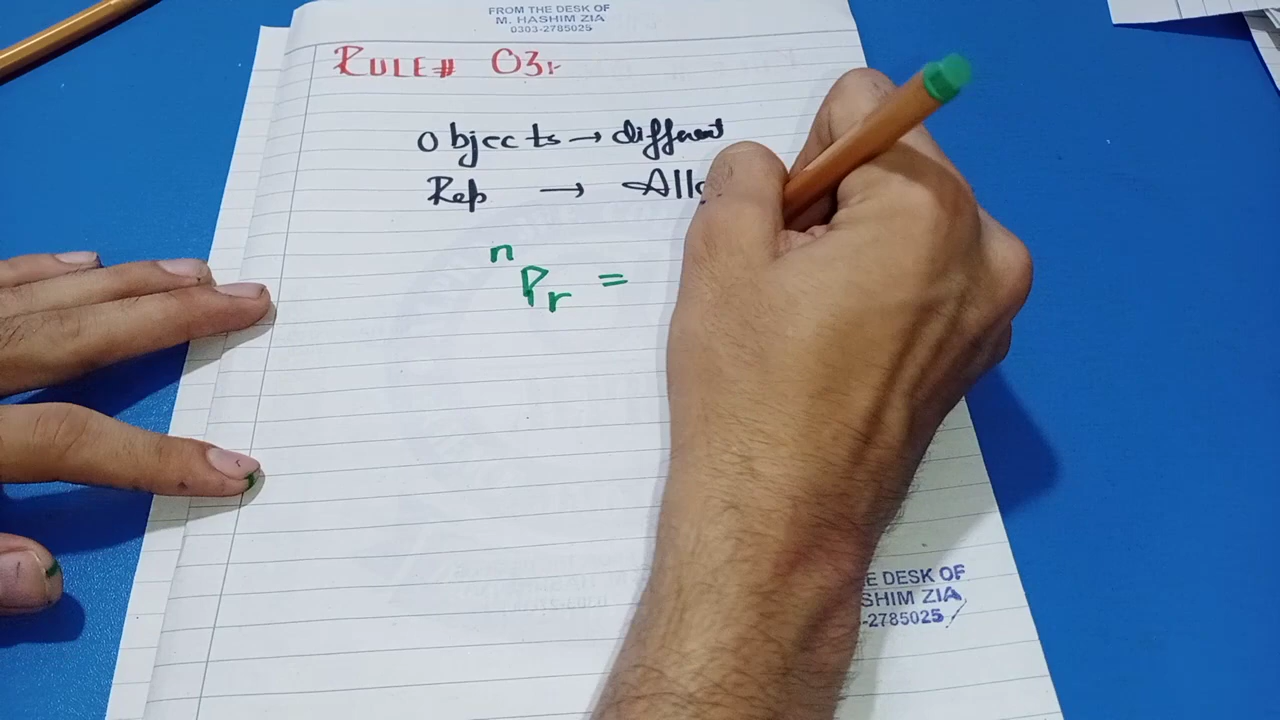 FROM THE DESK OF
M. HASHIM ZIA
0303-2785025
RULE# 03:-
Objects → different
Rep → Allo
nPr =
E DESK OF
SHIM ZIA
-2785025